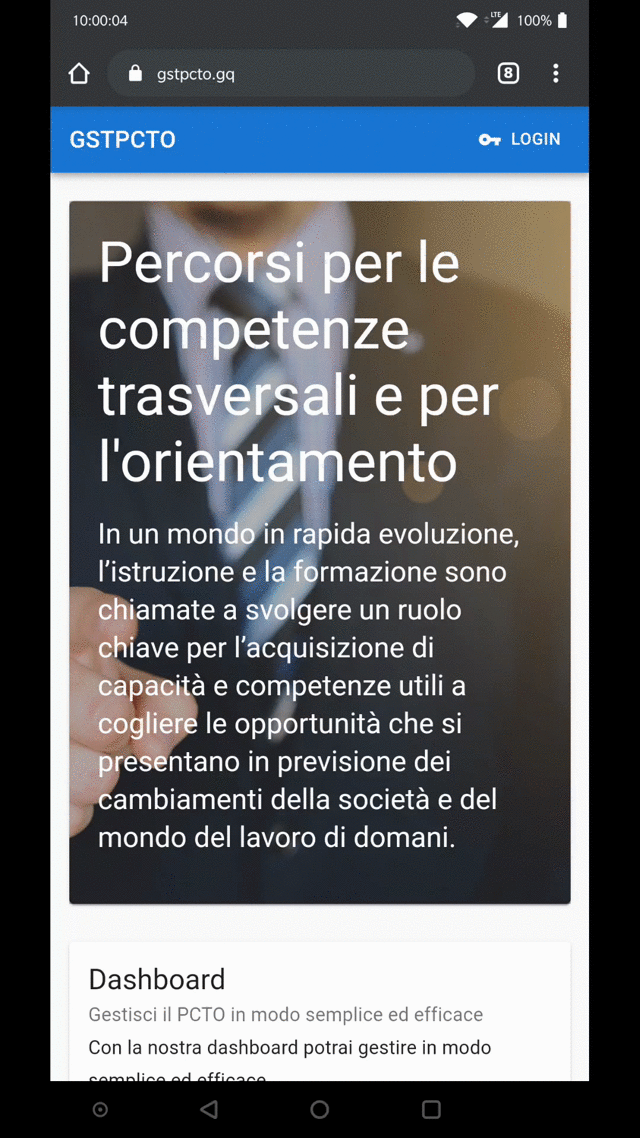 10:00:04
LTE
100%
gstpcto.gq
8
GSTPCTO
LOGIN
Percorsi per le
competenze
trasversali e per
l'orientamento
In un mondo in rapida evoluzione,
l’istruzione e la formazione sono
chiamate a svolgere un ruolo
chiave per l’acquisizione di
capacità e competenze utili a
cogliere le opportunità che si
presentano in previsione dei
cambiamenti della società e del
mondo del lavoro di domani.
Dashboard
Gestisci il PCTO in modo semplice ed efficace
Con la nostra dashboard potrai gestire in modo
semplice ed efficace